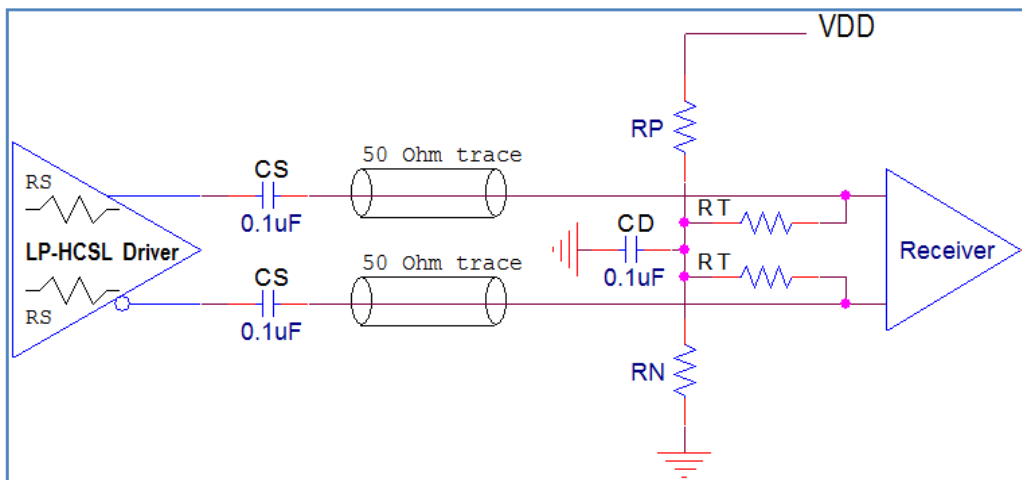 VDD
RP
50 Ohm trace
CS
RS
0.1uF
RT
CD
LP-HCSL Driver
Receiver
50 Ohm trace
RT
CS
0.1uF
RS
0.1uF
RN